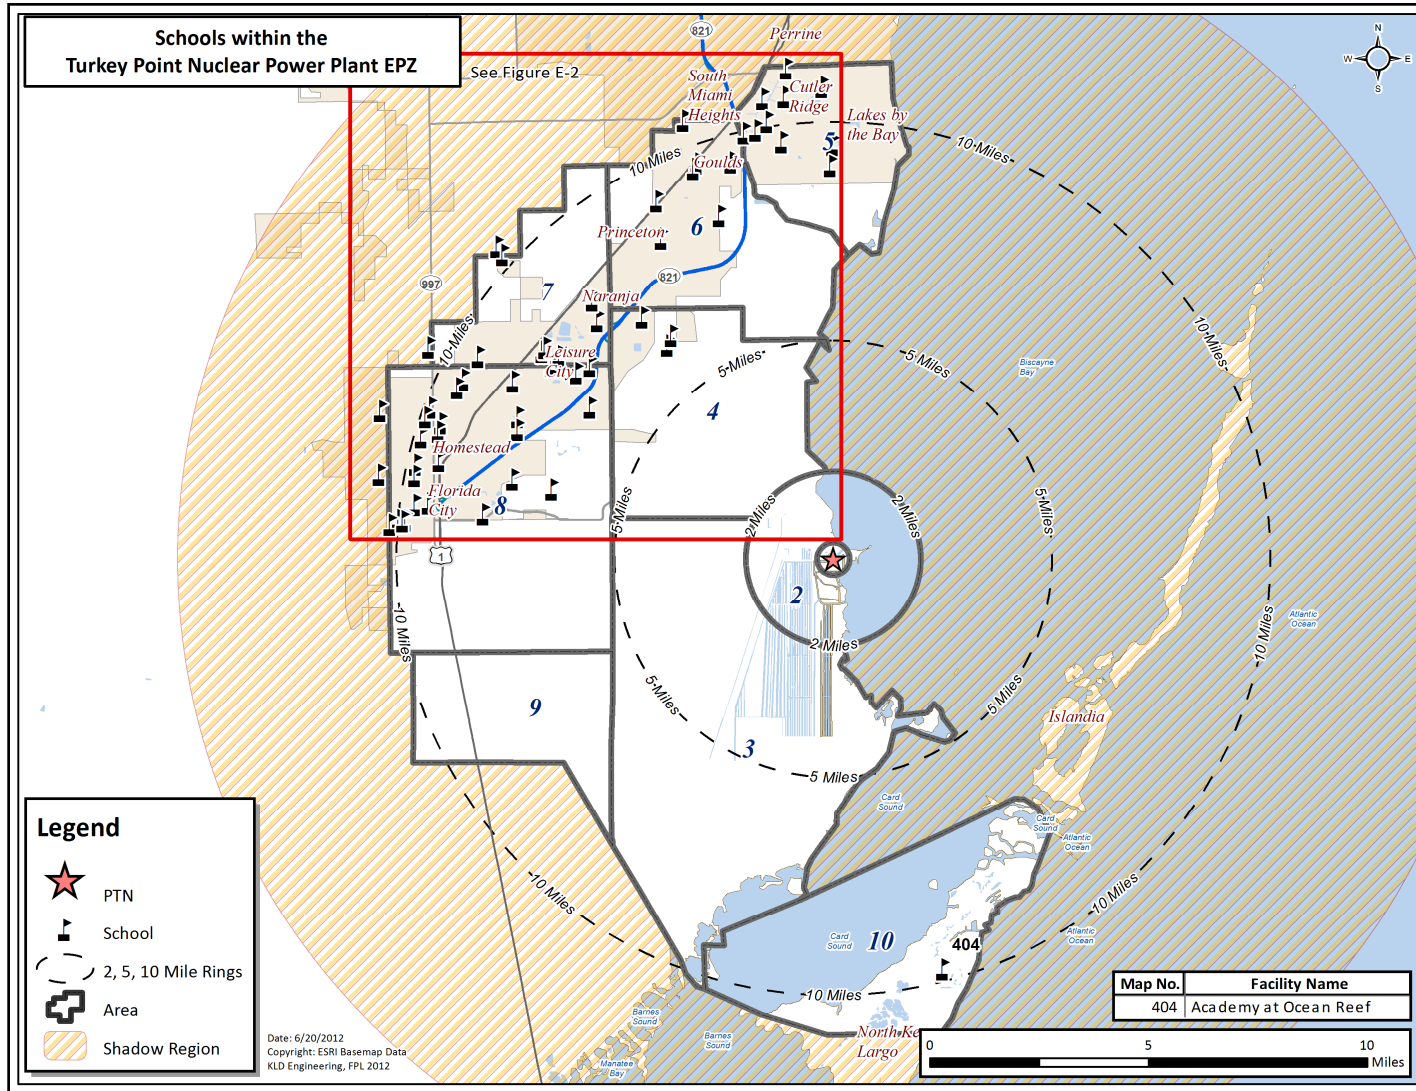 Schools within the
Turkey Point Nuclear Power Plant EPZ
See Figure E-2
821
Perrine
N
W E
S
South
Miami
Heights
Cutler
Ridge
Lakes by
the Bay
5
10 Miles
10 Miles
Goulds
6
Princeton
821
997
7
Naranja
10 Miles
10 Miles
Leisure
City
5 Miles
5 Miles
Biscayne
Bay
4
Homestead
Florida
City
8
5 Miles
2 Miles
2 Miles
5 Miles
1
2
10 Miles
2 Miles
10 Miles
Atlantic
Ocean
9
5 Miles
5 Miles
Islandia
3
5 Miles
Card
Sound
Card
Sound
Atlantic
Ocean
10 Miles
10 Miles
Card
Sound
10
404
Atlantic
Ocean
10 Miles
Barnes
Sound
Barnes
Sound
Manatee
Bay
North Ke
Largo
Legend
PTN
School
2, 5, 10 Mile Rings
Area
Shadow Region
Date: 6/20/2012
Copyright: ESRI Basemap Data
KLD Engineering, FPL 2012
Map No. Facility Name
404 Academy at Ocean Reef
0 5 10
Miles